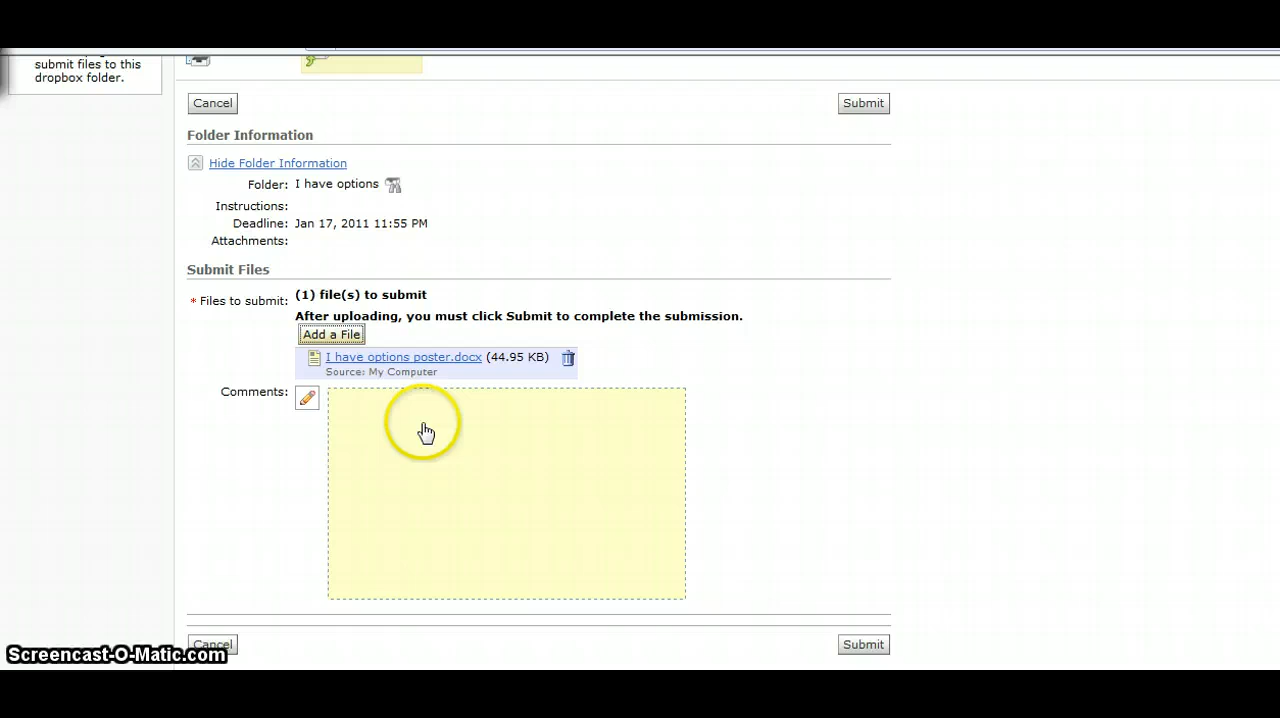 submit files to this
dropbox folder.
Cancel
Submit
Folder Information
Hide Folder Information
Folder: I have options
Instructions:
Deadline: Jan 17, 2011 11:55 PM
Attachments:
Submit Files
* Files to submit: (1) file(s) to submit
After uploading, you must click Submit to complete the submission.
Add a File
I have options poster.docx (44.95 KB)
Source: My Computer
Comments:
Cancel
Submit
Screencast-O-Matic.com